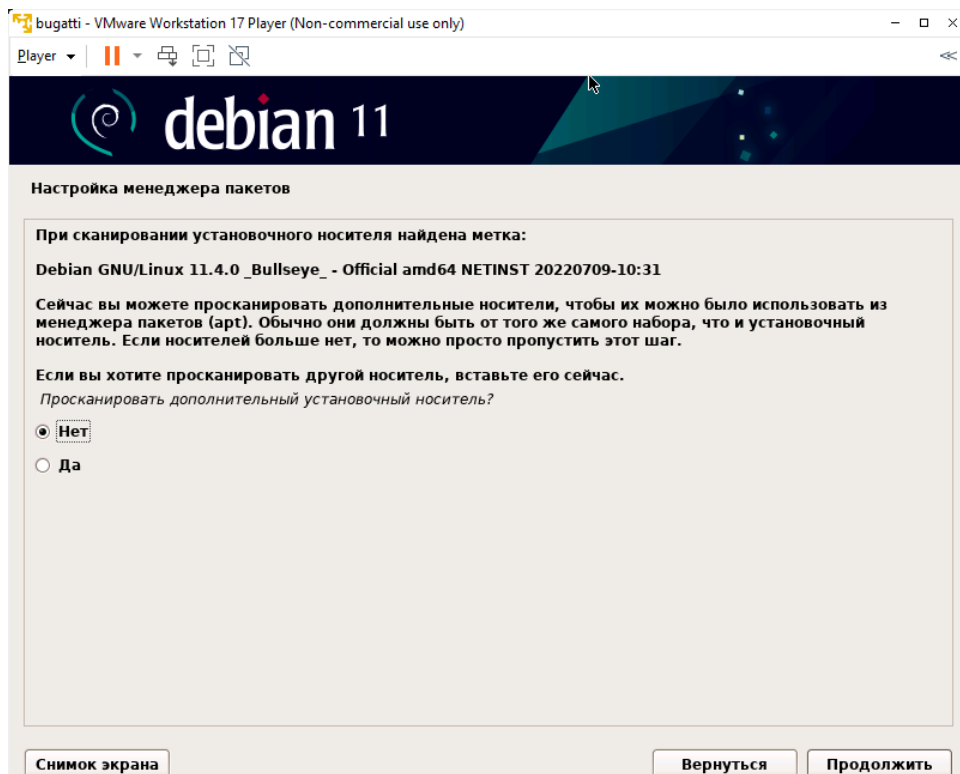 bugatti - VMware Workstation 17 Player (Non-commercial use only)
Player
debian 11
Настройка менеджера пакетов
При сканировании установочного носителя найдена метка:
Debian GNU/Linux 11.4.0 _Bullseye_ - Official amd64 NETINST 20220709-10:31
Сейчас вы можете просканировать дополнительные носители, чтобы их можно было использовать из
менеджера пакетов (apt). Обычно они должны быть от того же самого набора, что и установочный
носитель. Если носителей больше нет, то можно просто пропустить этот шаг.
Если вы хотите просканировать другой носитель, вставьте его сейчас.
Просканировать дополнительный установочный носитель?
Нет
Да
Снимок экрана
Вернуться
Продолжить